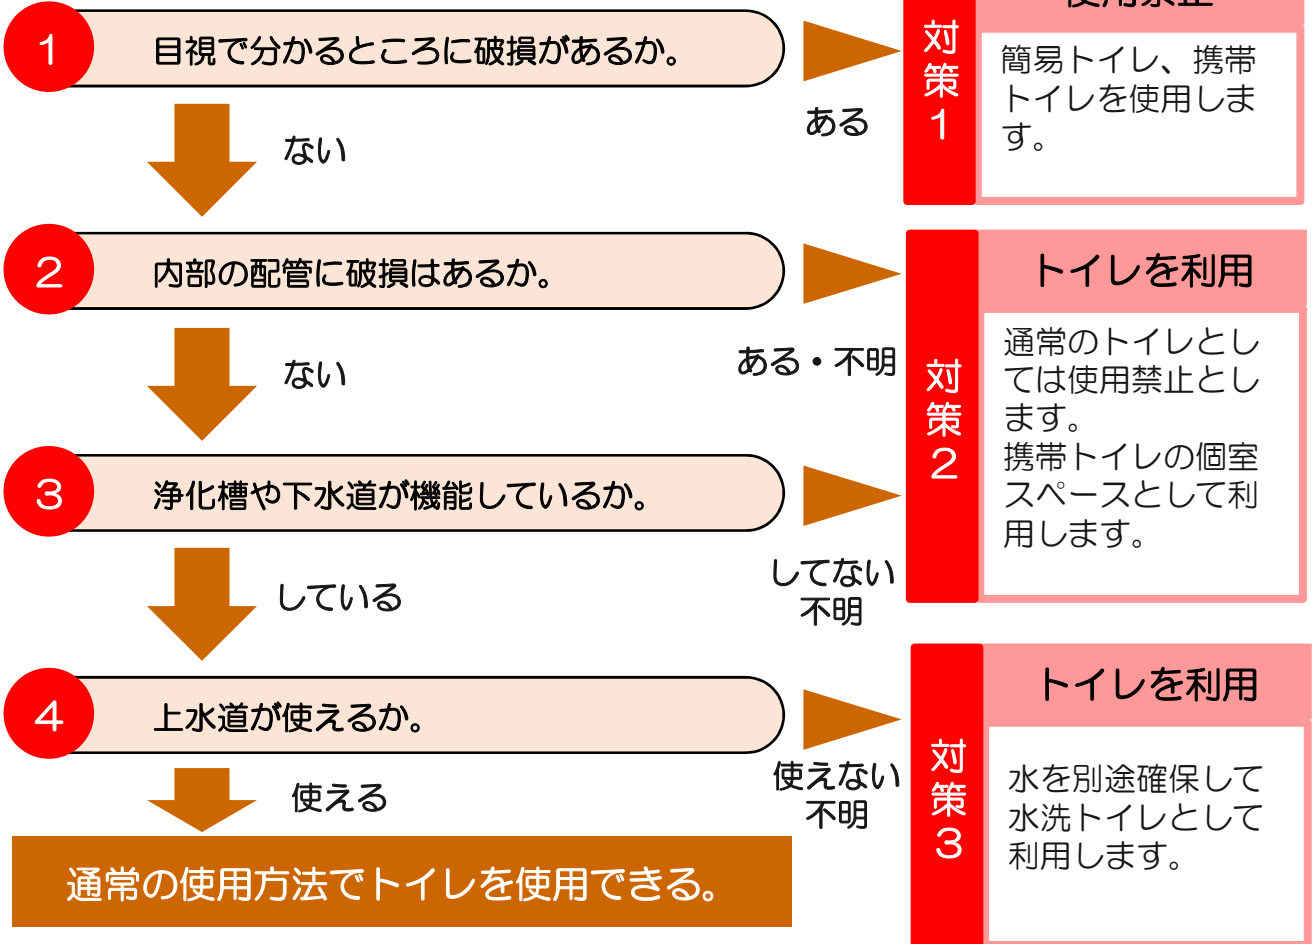 1
目視で分かるところに破損があるか。
ある
ない
対策1
使用禁止
簡易トイレ、携帯
トイレを使用しま
す。
2
内部の配管に破損はあるか。
ある・不明
ない
対策2
トイレを利用
通常のトイレとし
ては使用禁止とし
ます。
携帯トイレの個室
スペースとして利
用します。
3
浄化槽や下水道が機能しているか。
してない
不明
している
4
上水道が使えるか。
使えない
不明
使える
対策3
トイレを利用
水を別途確保して
水洗トイレとして
利用します。
通常の使用方法でトイレを使用できる。